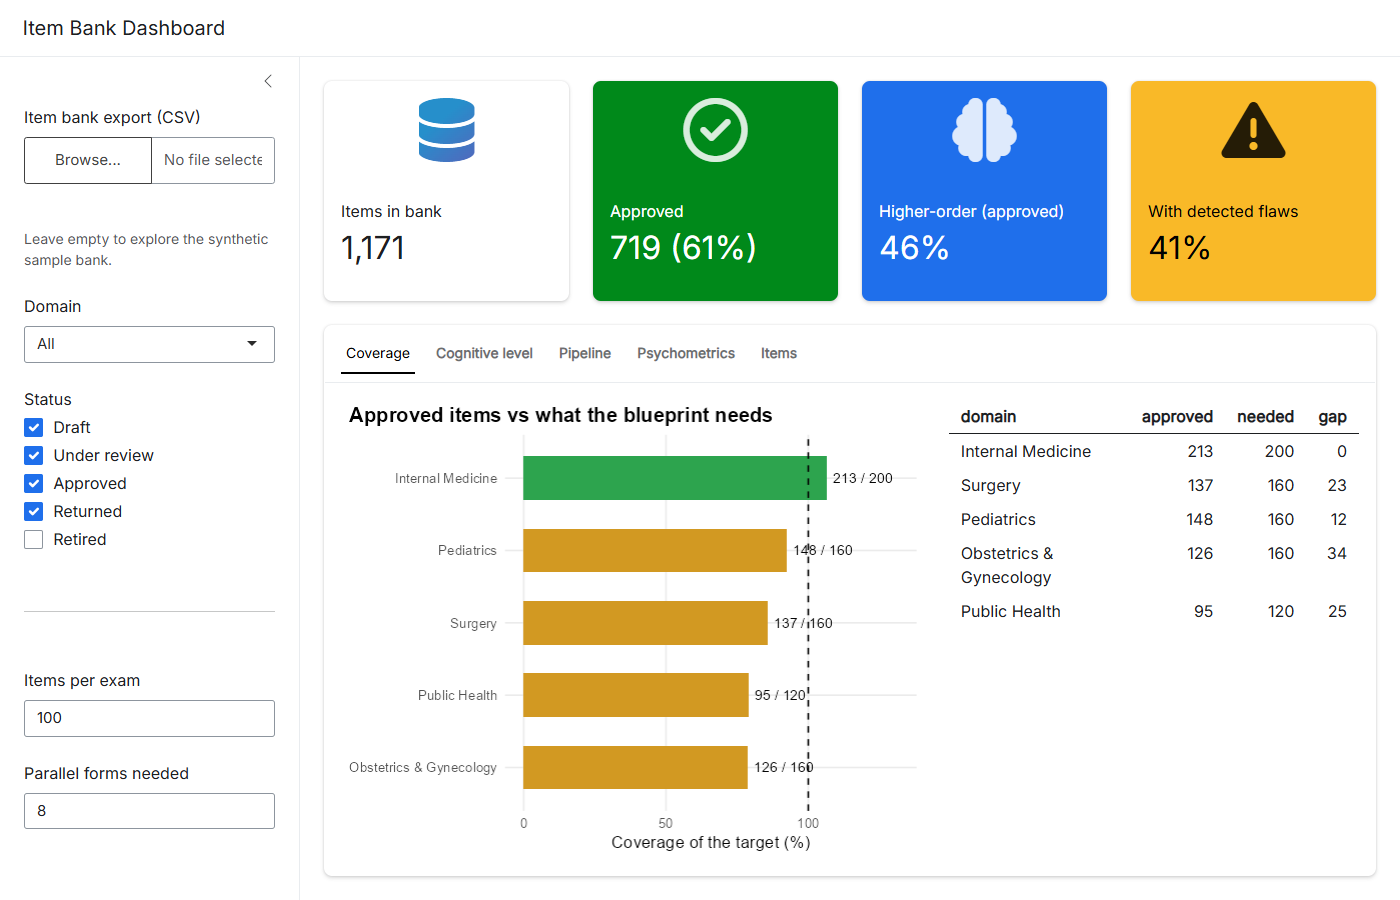 Item Bank Dashboard
Item bank export (CSV)
Browse... No file selecte
Leave empty to explore the synthetic
sample bank.
Domain
All
Status
Draft
Under review
Approved
Returned
Retired
Items per exam
100
Parallel forms needed
8
Items in bank
1,171
Approved
719 (61%)
Higher-order (approved)
46%
With detected flaws
41%
Coverage Cognitive level Pipeline Psychometrics Items
Approved items vs what the blueprint needs
Internal Medicine 213 / 200
Pediatrics 148 / 160
Surgery 137 / 160
Public Health 95 / 120
Obstetrics & Gynecology 126 / 160
0 50 100
Coverage of the target (%)
domain approved needed gap
Internal Medicine 213 200 0
Surgery 137 160 23
Pediatrics 148 160 12
Obstetrics & 126 160 34
Gynecology
Public Health 95 120 25